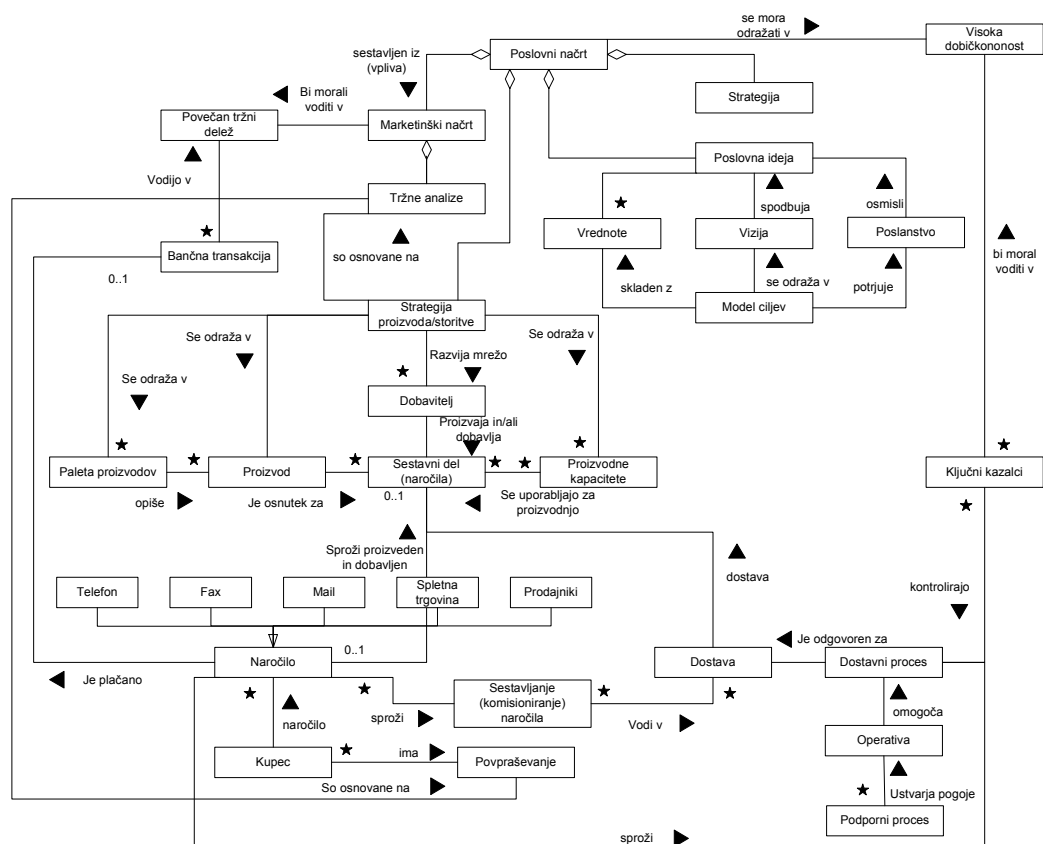 se mora
odražati v
Visoka
dobičkononost
Poslovni načrt
sestavljen iz
(vpliva)
Strategija
Bi morali
voditi v
Povečan tržni
delež
Marketinški načrt
Poslovna ideja
Vodijo v
Tržne analize
spodbuja
osmisli
Vrednote
Vizija
Poslanstvo
Bančna transakcija
so osnovane na
bi moral
voditi v
0..1
skladen z
se odraža v
potrjuje
Strategija
proizvoda/storitve
Model ciljev
Se odraža v
Se odraža v
Razvija mrežo
Se odraža v
Dobavitelj
Proizvaja in/ali
dobavlja
Paleta proizvodov
Proizvod
Sestavni del
(naročila)
Proizvodne
kapacitete
Ključni kazalci
0..1
opiše
Je osnutek za
Se uporabljajo za
proizvodnjo
Sproži proizveden
in dobavljen
dostava
Telefon
Fax
Mail
Spletna
trgovina
Prodajniki
kontrolirajo
Je odgovoren za
0..1
Naročilo
Dostava
Dostavni proces
Je plačano
Sestavljanje
(komisioniranje)
naročila
naročilo
sproži
Vodi v
omogoča
Operativa
Kupec
ima
Povpraševanje
So osnovane na
Ustvarja pogoje
Podporni proces
sproži